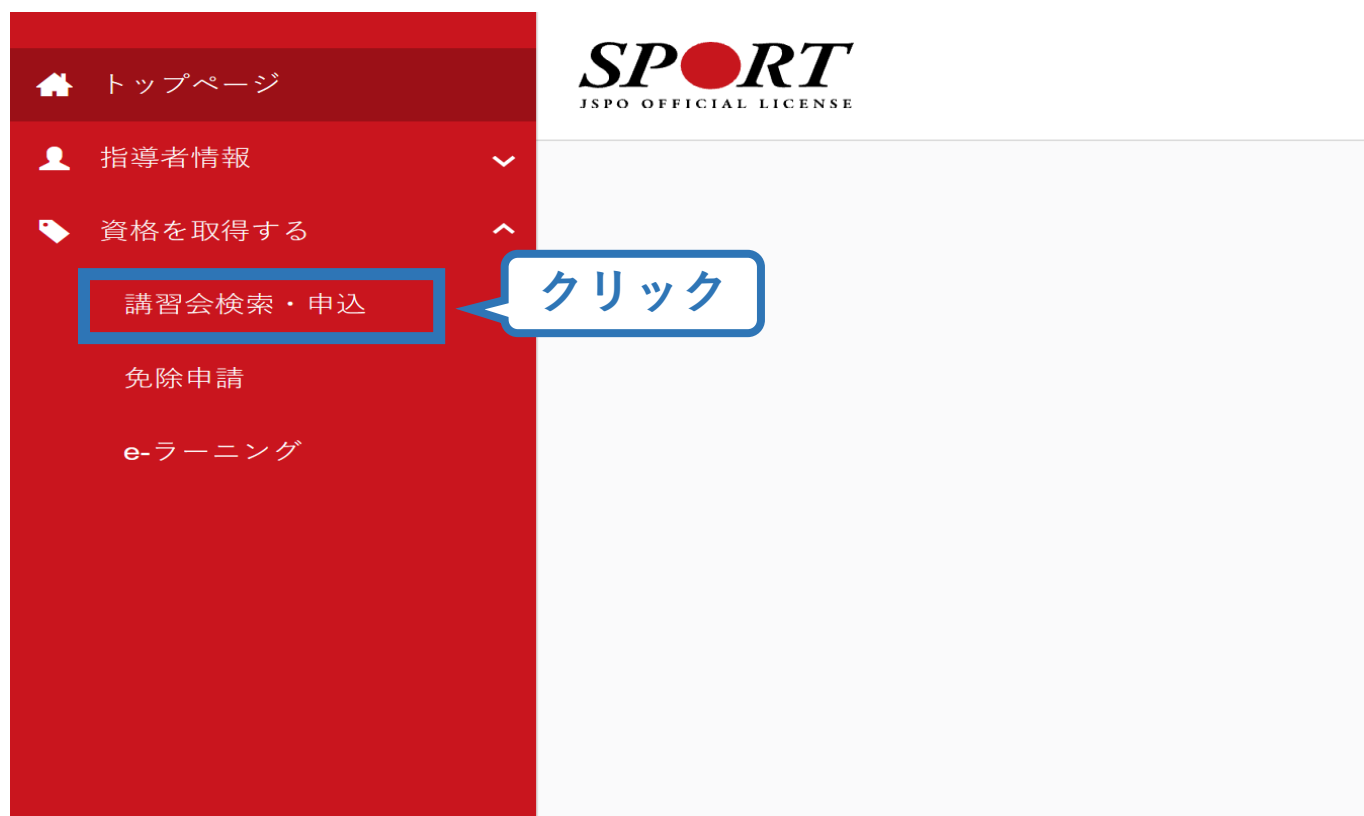 トップページ
SPORT
JSPO OFFICIAL LICENSE
指導者情報
資格を取得する
講習会検索・申込
クリック
免除申請
e-ラーニング